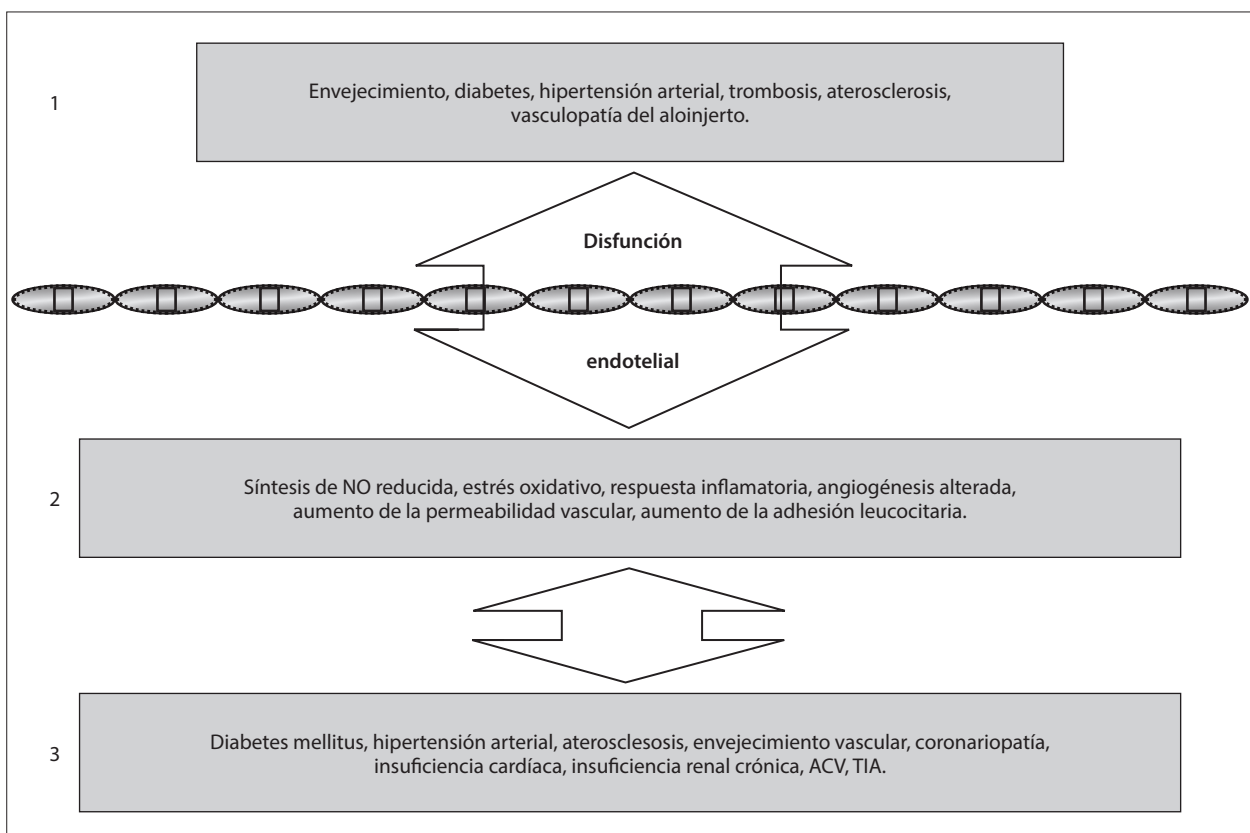 1
Envejecimiento, diabetes, hipertensión arterial, trombosis, aterosclerosis,
vasculopatía del aloinjerto.
Disfunción
endotelial
2
Síntesis de NO reducida, estrés oxidativo, respuesta inflamatoria, angiogénesis alterada,
aumento de la permeabilidad vascular, aumento de la adhesión leucocitaria.
3
Diabetes mellitus, hipertensión arterial, ateroscleosis, envejecimiento vascular, coronariopatía,
insuficiencia cardíaca, insuficiencia renal crónica, ACV, TIA.